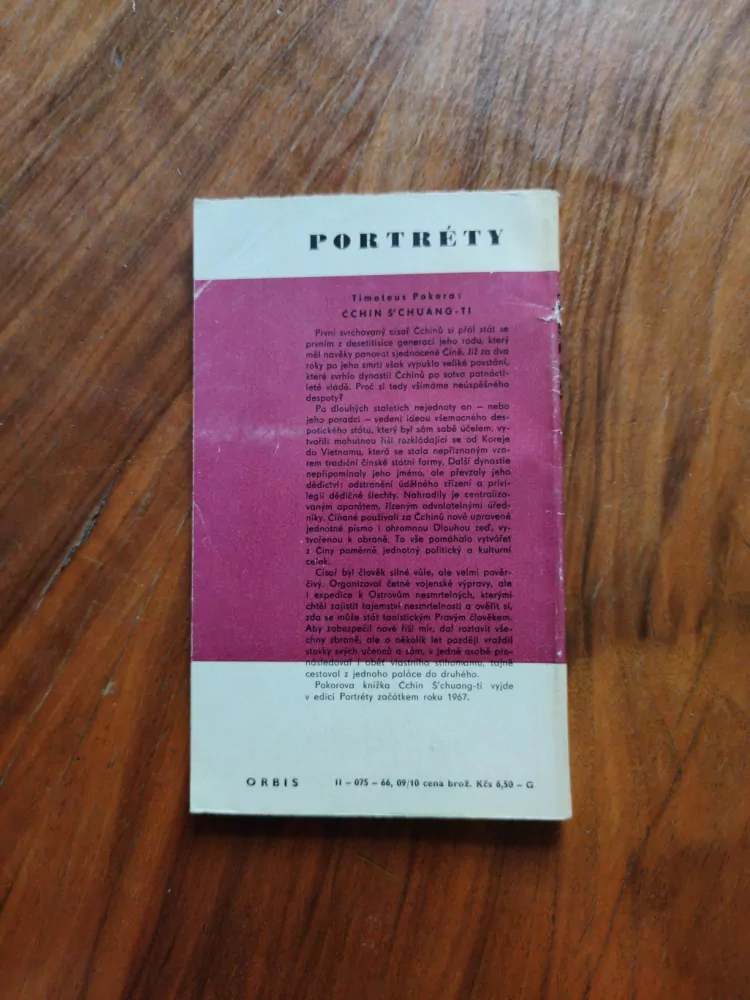 PORTRÉTY
Timoteus Pokora:
ČCHIN Š'CHUANG-TI
První svrchovaný císař Čchinů si přál stát se
prvním z desetitisíce generací jeho rodu, který
měl navěky panovat sjednocené Číně. Již za dva
roky po jeho smrti však vypuklo veliké povstání,
které svrhlo dynastii Čchinů po sotva patnácti-
leté vládě. Proč si tedy všímáme neúspěšného
despoty?
Po dlouhých staletích nejednoty on – nebo
jeho poradci – vedeni ideou všemocného des-
potického státu, který byl sám sobě účelem, vy-
tvořili mohutnou říši rozkládající se od Koreje
do Vietnamu, která se stala nepřiznaným vzo-
rem tradiční čínské státní formy. Další dynastie
nepřipomínaly jeho jméno, ale převzaly jeho
dědictví: odstranění údělného zřízení a privi-
legií dědičné šlechty. Nahradily je centralizo-
vaným aparátem, řízeným odvolatelnými úřed-
níky. Číňané používali za Čchinů nově upravené
jednotné písmo i ohromnou Dlouhou zeď, vy-
tvořenou k obraně. To vše pomáhalo vytvářet
z Číny poměrně jednotný politický a kulturní
celek.
Císař byl člověk silné vůle, ale velmi pověr-
čivý. Organizoval četné vojenské výpravy, ale
i expedice k Ostrovům nesmrtelných, kterými
chtěl zajistit tajemství nesmrtelnosti a ověřit si,
zda se může stát taoistickým Pravým člověkem.
Aby zabezpečil nové říši mír, dal roztavit vše-
chny zbraně, ale o několik let později vraždil
stovky svých učenců a sám, v jedné osobě pro-
následovatel i oběť vlastního stihomamu, tajně
cestoval z jednoho paláce do druhého.
Pokorova knížka Čchin Š'chuang-ti vyjde
v edici Portréty začátkem roku 1967.
ORBIS 11 – 075 – 66, 09/10 cena brož. Kčs 6,50 – G